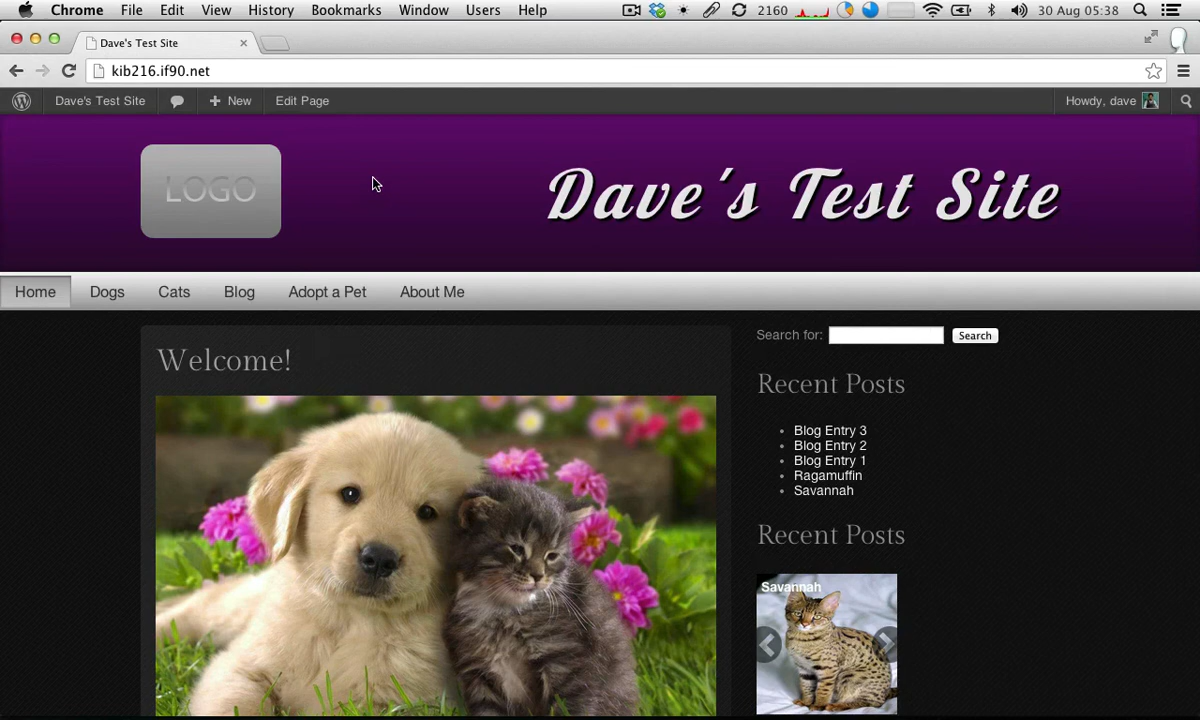 Chrome File Edit View History Bookmarks Window Users Help 2160 30 Aug 05:38
Dave's Test Site
kib216.if90.net
Dave's Test Site New Edit Page Howdy, dave
LOGO
Dave's Test Site
Home Dogs Cats Blog Adopt a Pet About Me
Search for: Search
Welcome!
Recent Posts
Blog Entry 3
Blog Entry 2
Blog Entry 1
Ragamuffin
Savannah
Recent Posts
Savannah